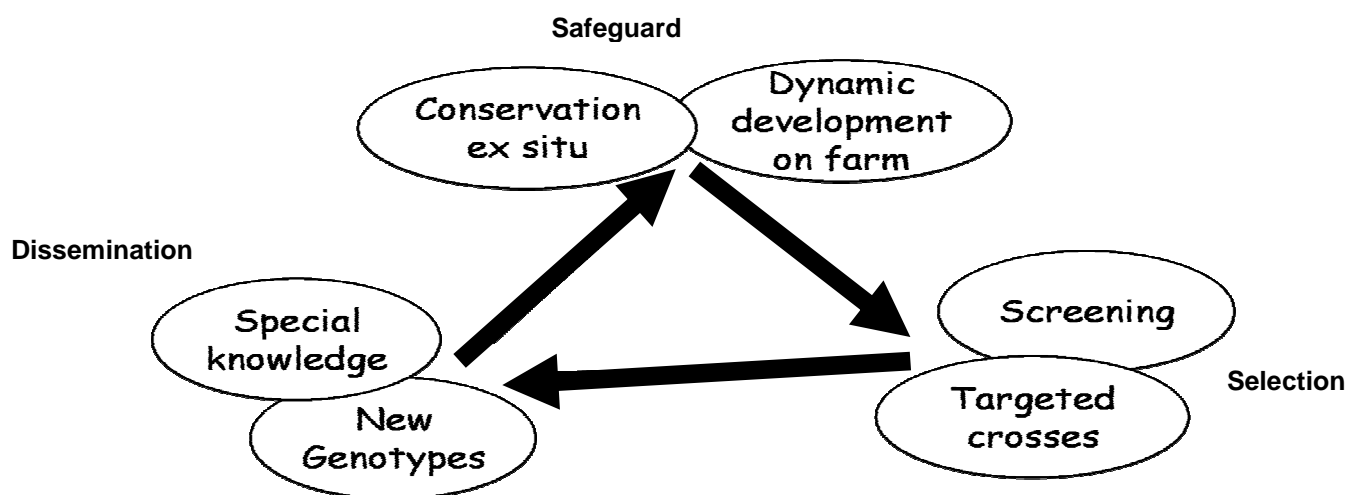 Safeguard
Conservation
ex situ
Dynamic
development
on farm
Dissemination
Special
knowledge
New
Genotypes
Screening
Targeted
crosses
Selection